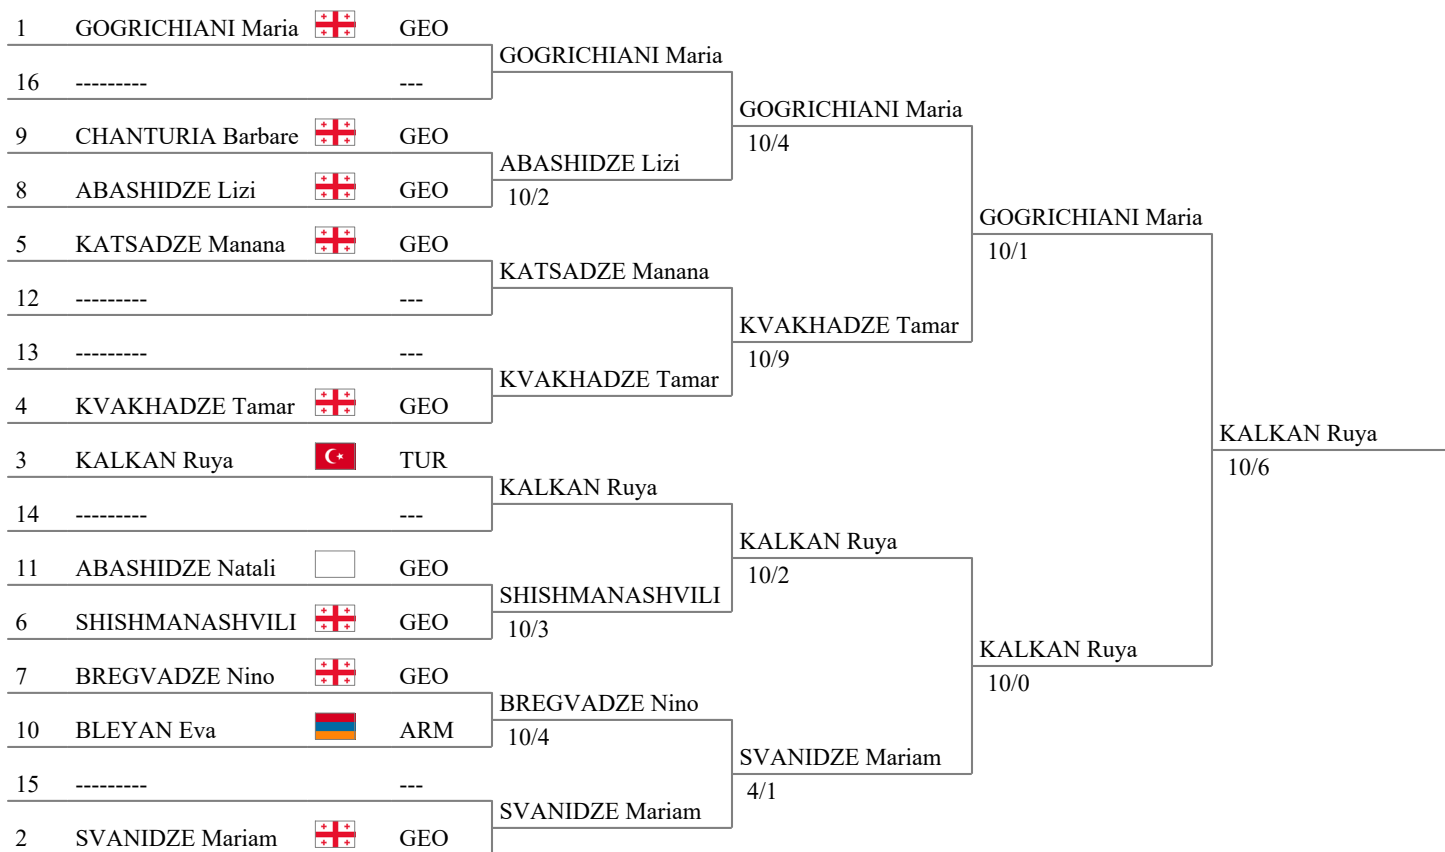 1 GOGRICHIANI Maria GEO
16 --------- ---
9 CHANTURIA Barbare GEO
8 ABASHIDZE Lizi GEO
5 KATSADZE Manana GEO
12 --------- ---
13 --------- ---
4 KVAKHADZE Tamar GEO
3 KALKAN Ruya TUR
14 --------- ---
11 ABASHIDZE Natali GEO
6 SHISHMANASHVILI GEO
7 BREGVADZE Nino GEO
10 BLEYAN Eva ARM
15 --------- ---
2 SVANIDZE Mariam GEO
GOGRICHIANI Maria
ABASHIDZE Lizi
10/2
KATSADZE Manana
KVAKHADZE Tamar
KALKAN Ruya
SHISHMANASHVILI
10/3
BREGVADZE Nino
10/4
SVANIDZE Mariam
GOGRICHIANI Maria
10/4
KVAKHADZE Tamar
10/9
KALKAN Ruya
10/2
SVANIDZE Mariam
4/1
GOGRICHIANI Maria
10/1
KALKAN Ruya
10/0
KALKAN Ruya
10/6